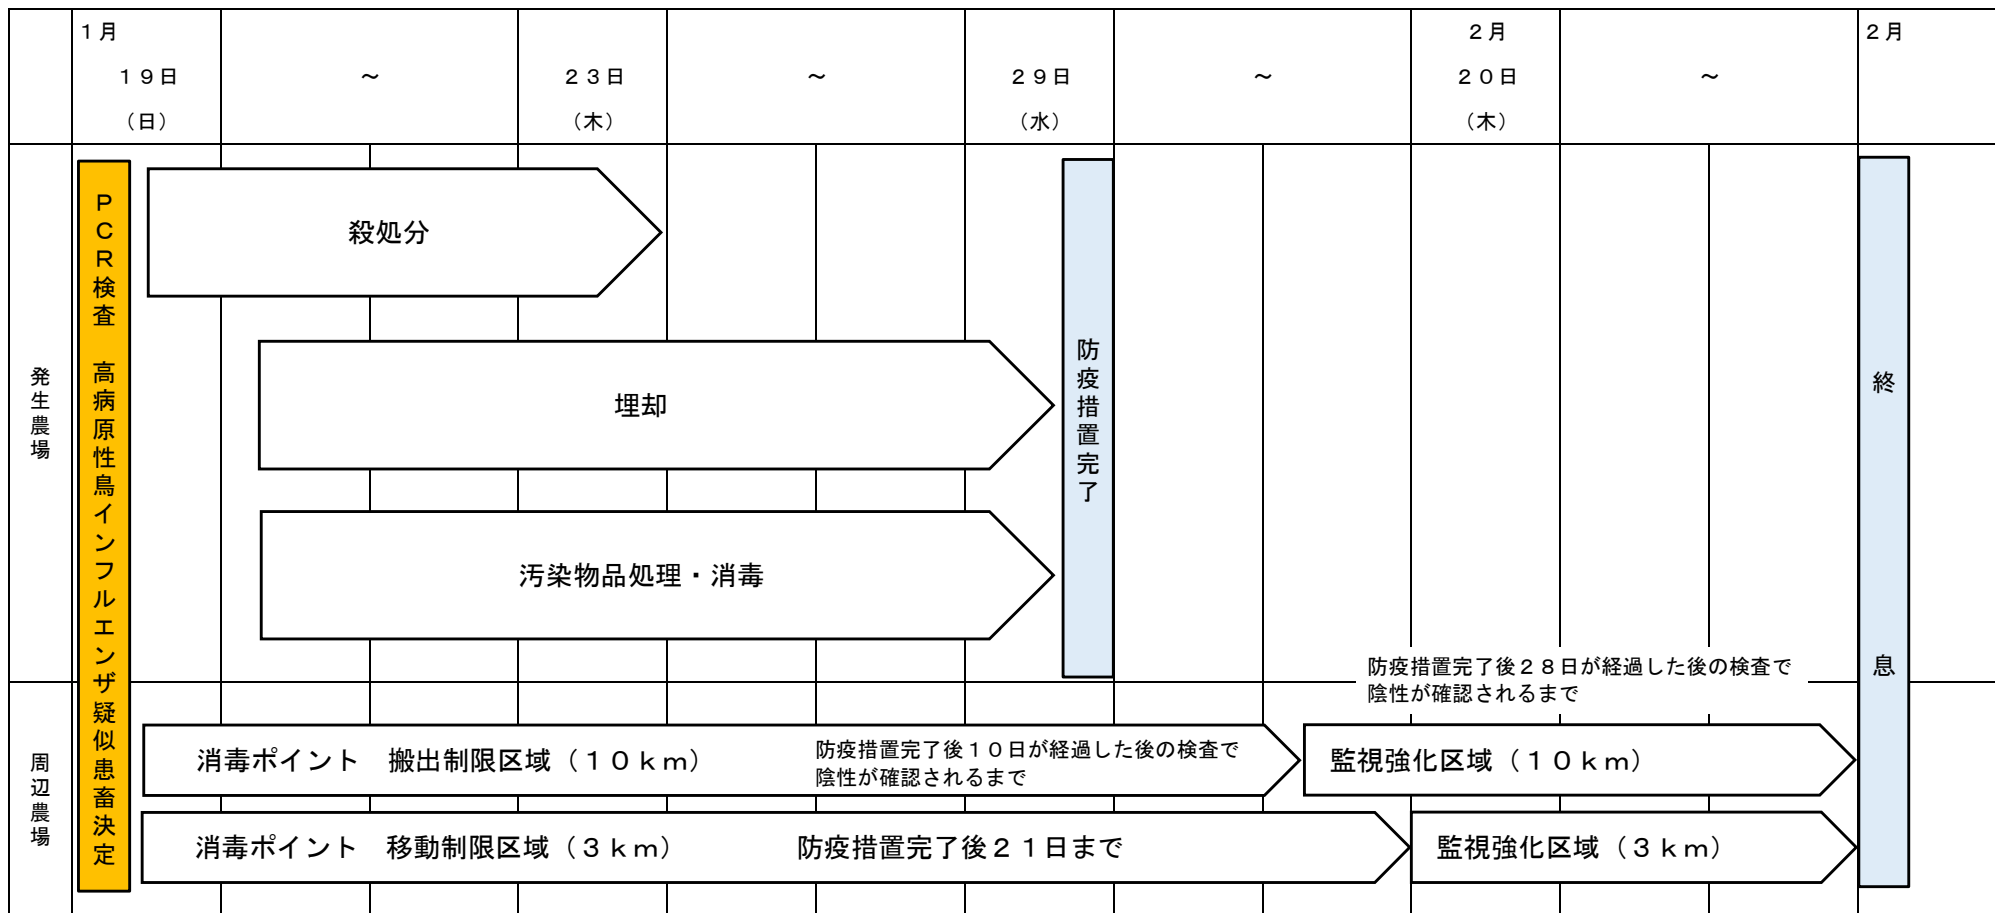 １月
１９日
（日）
～
２３日
（木）
～
２９日
（水）
～
２月
２０日
（木）
～
２月
発生農場
ＰＣＲ検査　高病原性鳥インフルエンザ疑似患畜決定
殺処分
埋却
汚染物品処理・消毒
防疫措置完了
終息
防疫措置完了後２８日が経過した後の検査で
陰性が確認されるまで
周辺農場
消毒ポイント　搬出制限区域（１０ｋｍ）
防疫措置完了後１０日が経過した後の検査で
陰性が確認されるまで
監視強化区域（１０ｋｍ）
消毒ポイント　移動制限区域（３ｋｍ）
防疫措置完了後２１日まで
監視強化区域（３ｋｍ）